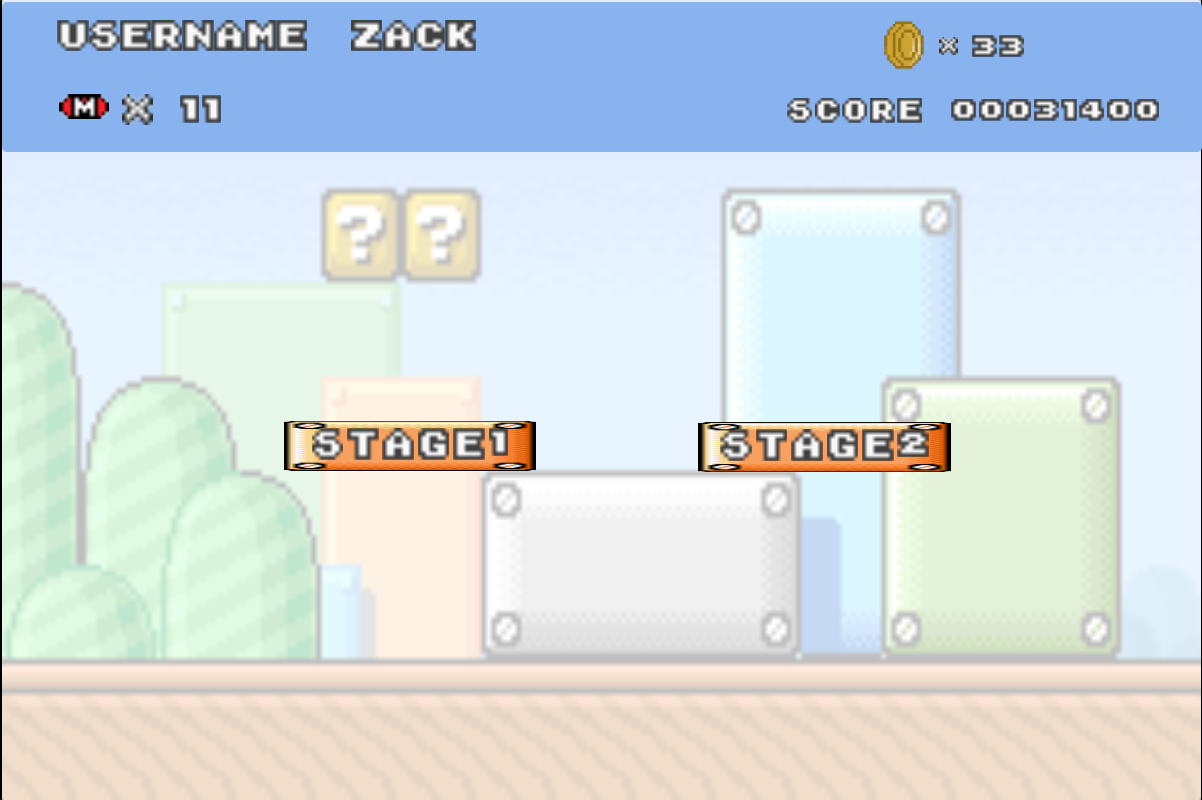 USERNAME ZACK
× 33
M × 11
SCORE 00031400
? ?
STAGE1
STAGE2